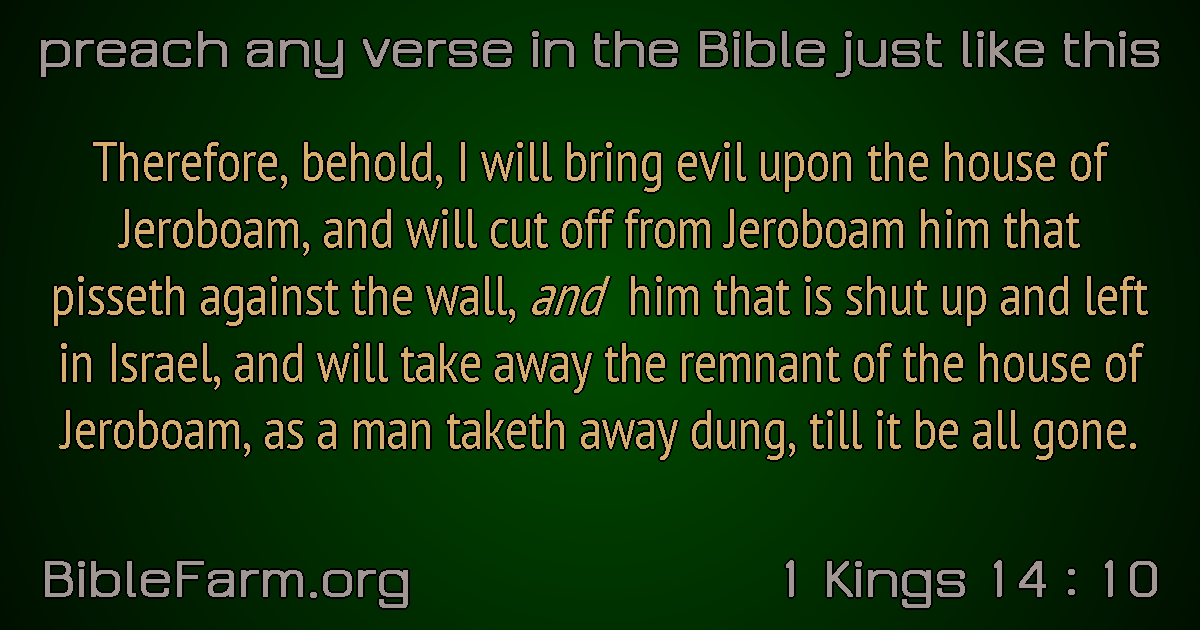 preach any verse in the Bible just like this
Therefore, behold, I will bring evil upon the house of
Jeroboam, and will cut off from Jeroboam him that
pisseth against the wall, and him that is shut up and left
in Israel, and will take away the remnant of the house of
Jeroboam, as a man taketh away dung, till it be all gone.
BibleFarm.org
1 Kings 14 : 10